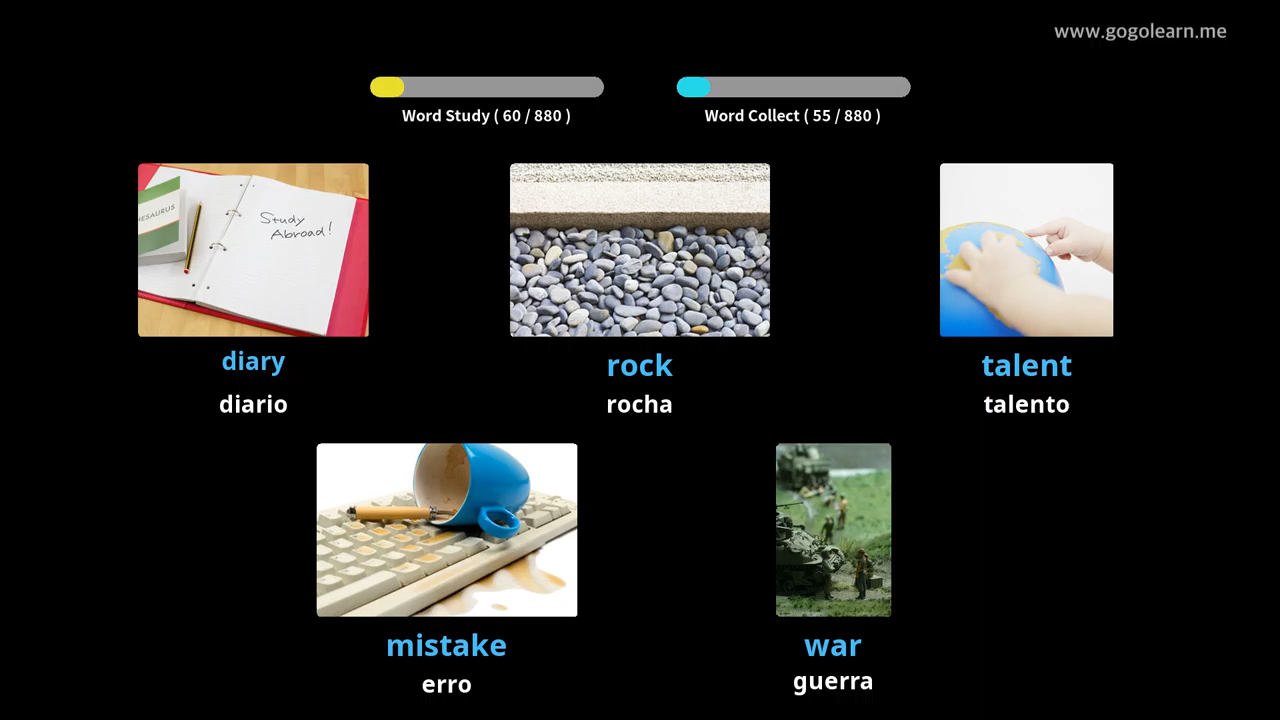 www.gogolearn.me
Word Study ( 60 / 880 )
Word Collect ( 55 / 880 )
HESAURUS
Study
Abroad!
diary
rock
talent
diario
rocha
talento
mistake
war
erro
guerra